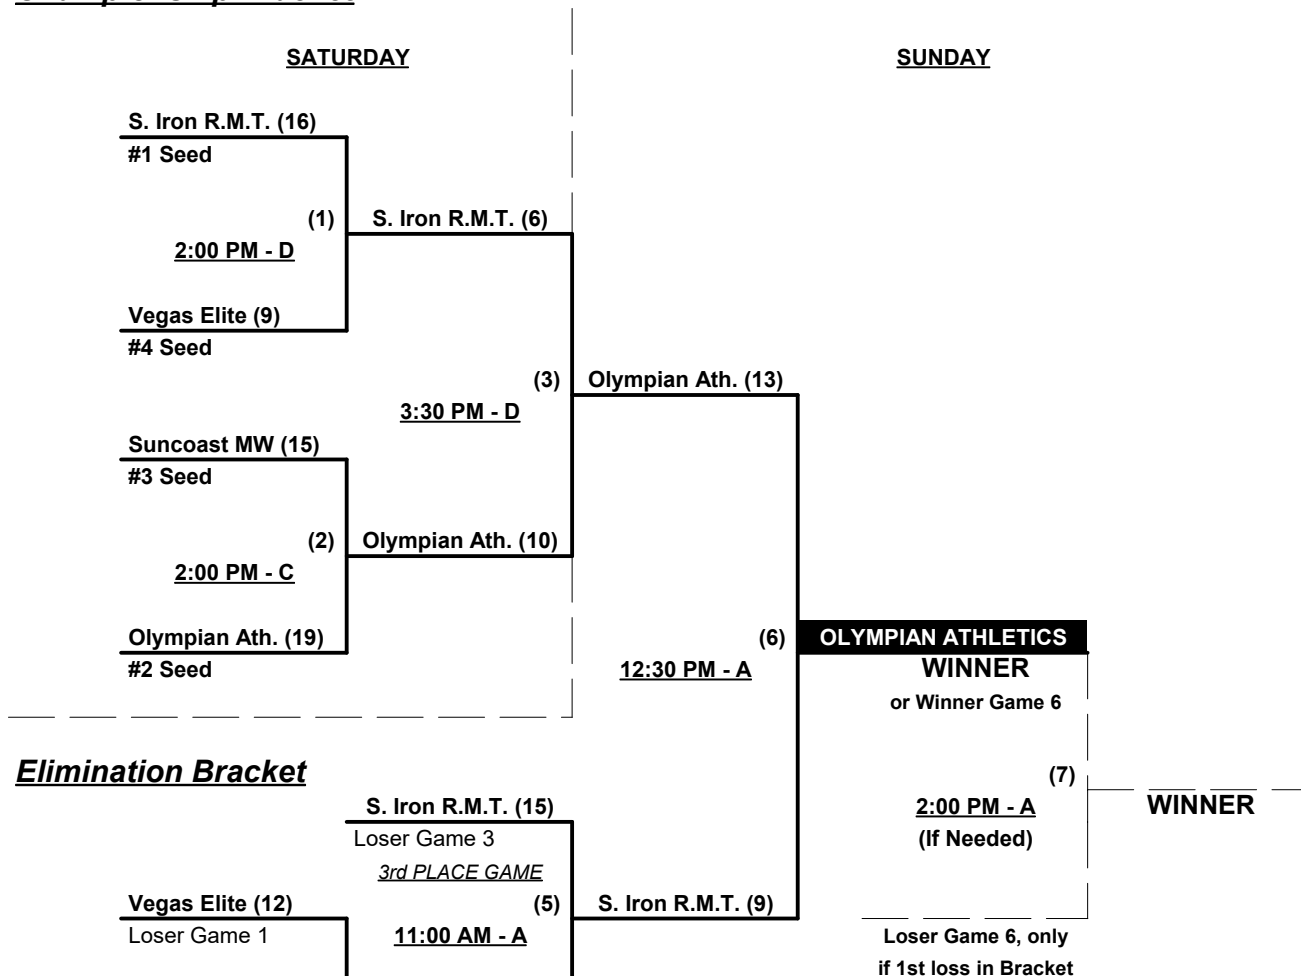 SATURDAY
SUNDAY
S. Iron R.M.T. (16)
#1 Seed
(1)
S. Iron R.M.T. (6)
2:00 PM - D
Vegas Elite (9)
#4 Seed
(3)
Olympian Ath. (13)
3:30 PM - D
Suncoast MW (15)
#3 Seed
(2)
Olympian Ath. (10)
2:00 PM - C
Olympian Ath. (19)
#2 Seed
(6)
OLYMPIAN ATHLETICS
12:30 PM - A
WINNER
or Winner Game 6
Elimination Bracket
(7)
S. Iron R.M.T. (15)
2:00 PM - A
WINNER
Loser Game 3
(If Needed)
3rd PLACE GAME
Vegas Elite (12)
(5)
S. Iron R.M.T. (9)
Loser Game 1
11:00 AM - A
Loser Game 6, only
if 1st loss in Bracket